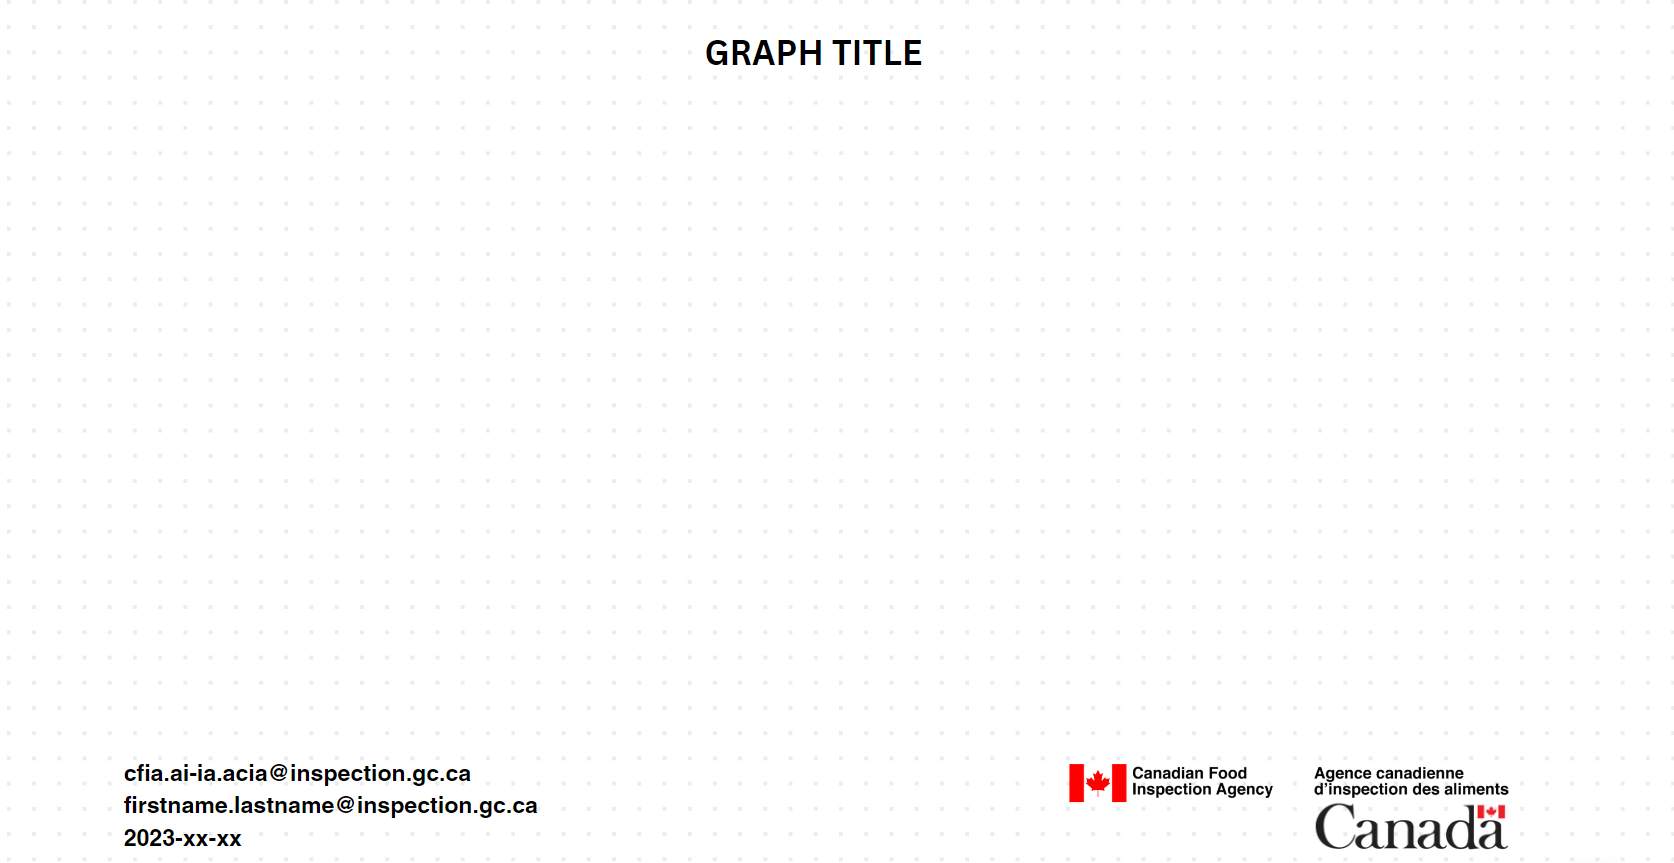 GRAPH TITLE
cfia.ai-ia.acia@inspection.gc.ca
firstname.lastname@inspection.gc.ca
2023-xx-xx
Canadian Food
Inspection Agency
Agence canadienne
d’inspection des aliments
Canada